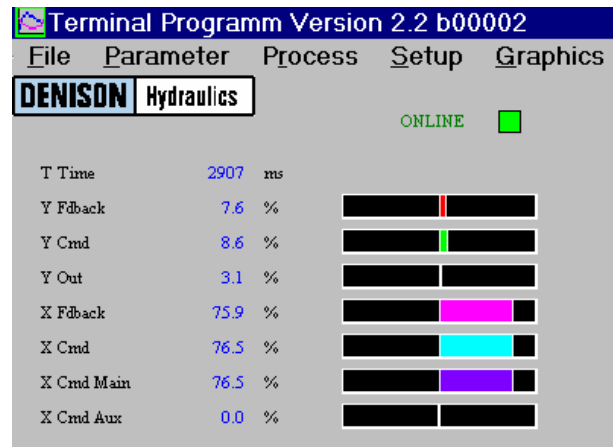 Terminal Programm Version 2.2 b00002
File Parameter Process Setup Graphics
DENISON Hydraulics
ONLINE
T Time 2907 ms
Y Fdback 7.6 %
Y Cmd 8.6 %
Y Out 3.1 %
X Fdback 75.9 %
X Cmd 76.5 %
X Cmd Main 76.5 %
X Cmd Aux 0.0 %